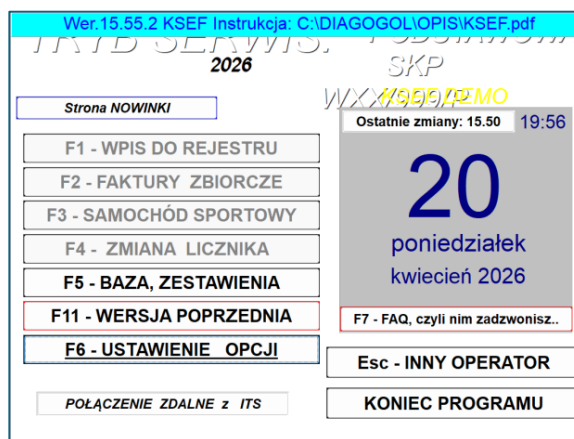 Wer.15.55.2 KSEF Instrukcja: C:\DIAGOGOL\OPIS\KSEF.pdf
TRYB SERWIS.
2026
PODSTAWOWY
SKP
WXX/999/P
KSEF DEMO
Strona NOWINKI
Ostatnie zmiany: 15.50
19:56
F1 - WPIS DO REJESTRU
F2 - FAKTURY ZBIORCZE
F3 - SAMOCHÓD SPORTOWY
F4 - ZMIANA LICZNIKA
F5 - BAZA, ZESTAWIENIA
F11 - WERSJA POPRZEDNIA
F6 - USTAWIENIE OPCJI
POŁĄCZENIE ZDALNE z ITS
20
poniedziałek
kwiecień 2026
F7 - FAQ, czyli nim zadzwonisz..
Esc - INNY OPERATOR
KONIEC PROGRAMU